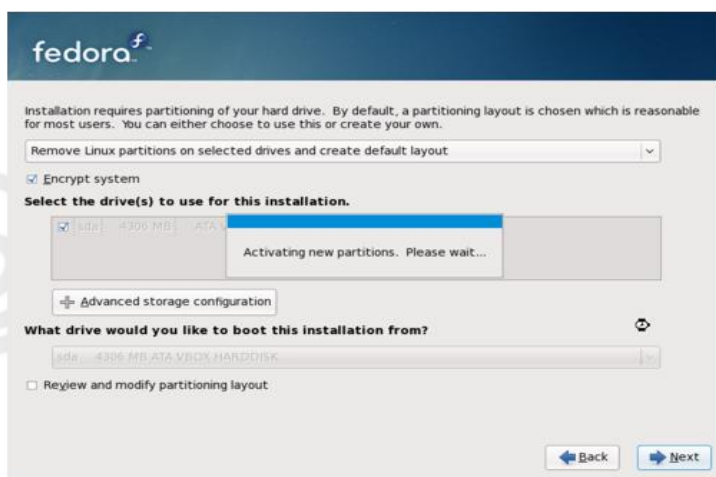 fedora
Installation requires partitioning of your hard drive. By default, a partitioning layout is chosen which is reasonable
for most users. You can either choose to use this or create your own.
Remove Linux partitions on selected drives and create default layout
Encrypt system
Select the drive(s) to use for this installation.
sda 4306 MB ATA V
Activating new partitions. Please wait...
Advanced storage configuration
What drive would you like to boot this installation from?
sda 4306 MB ATA VBOX HARDDISK
Review and modify partitioning layout
Back Next